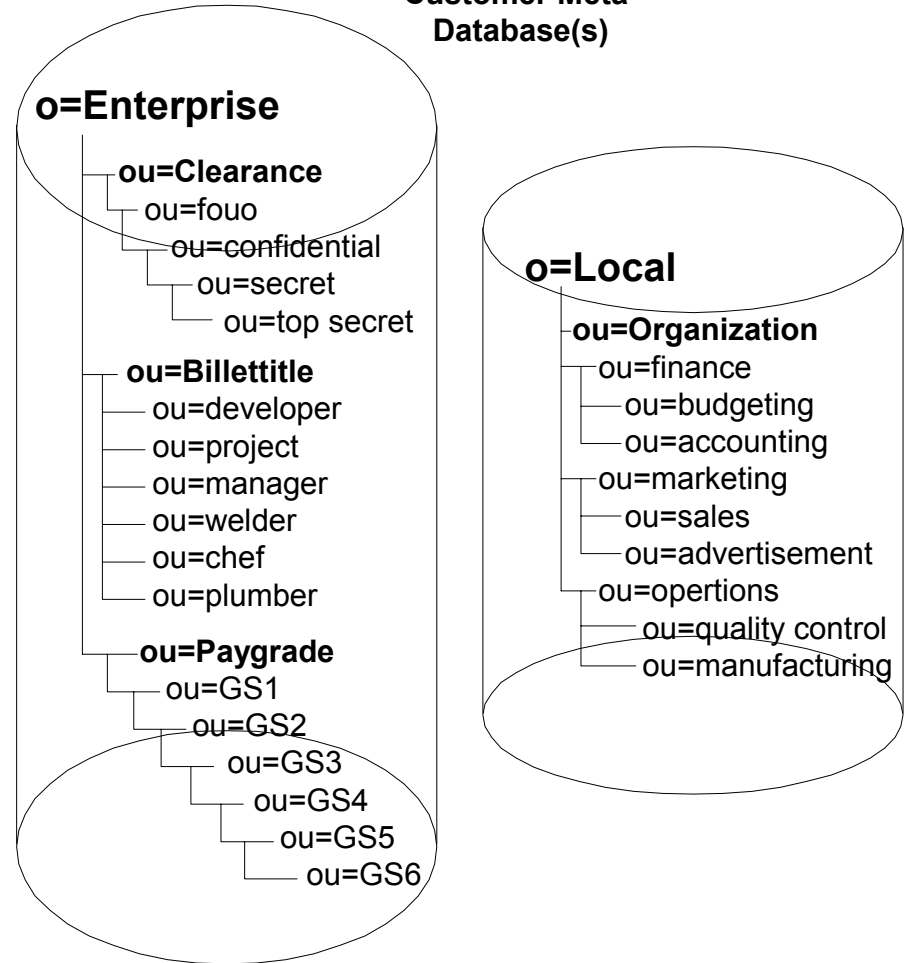 Customer Meta
Database(s)
o=Enterprise
ou=Clearance
ou=fouo
ou=confidential
ou=secret
ou=top secret
ou=Billettitle
ou=developer
ou=project
ou=manager
ou=welder
ou=chef
ou=plumber
ou=Paygrade
ou=GS1
ou=GS2
ou=GS3
ou=GS4
ou=GS5
ou=GS6
o=Local
ou=Organization
ou=finance
ou=budgeting
ou=accounting
ou=marketing
ou=sales
ou=advertisement
ou=opertions
ou=quality control
ou=manufacturing